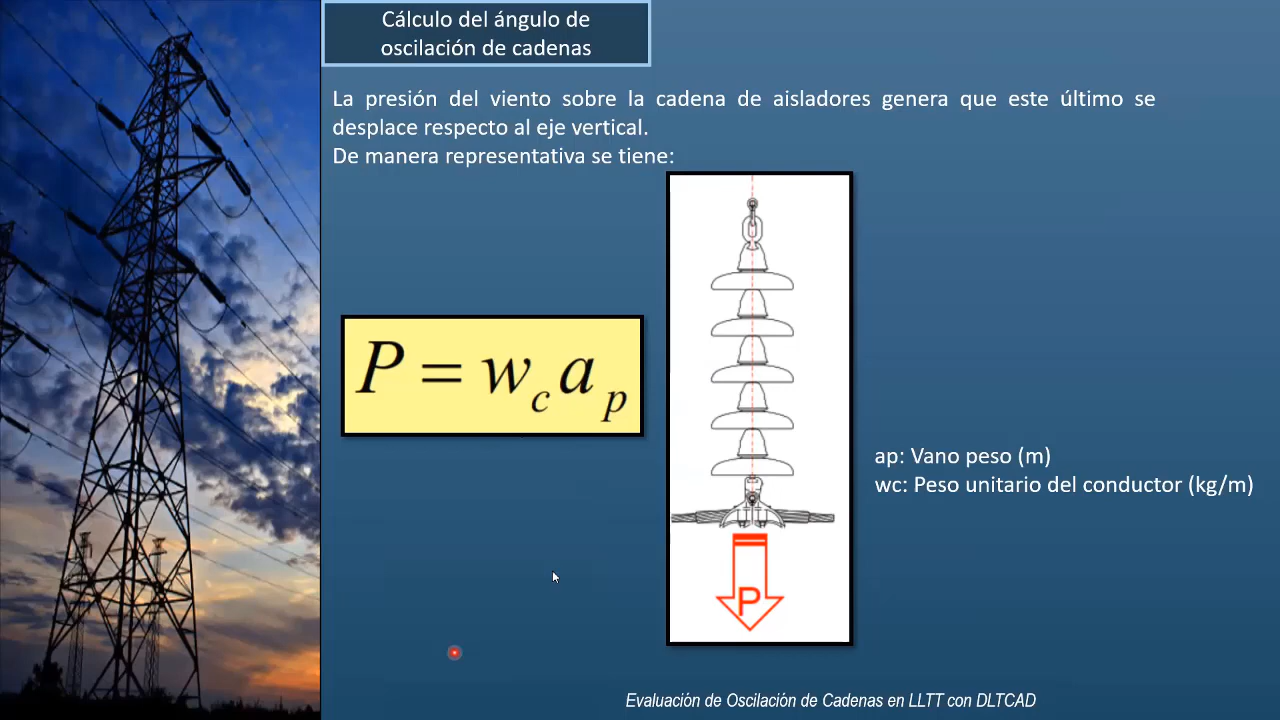 Cálculo del ángulo de
oscilación de cadenas
La presión del viento sobre la cadena de aisladores genera que este último se
desplace respecto al eje vertical.
De manera representativa se tiene:
P = w_c a_p
ap: Vano peso (m)
wc: Peso unitario del conductor (kg/m)
P
Evaluación de Oscilación de Cadenas en LLTT con DLTCAD